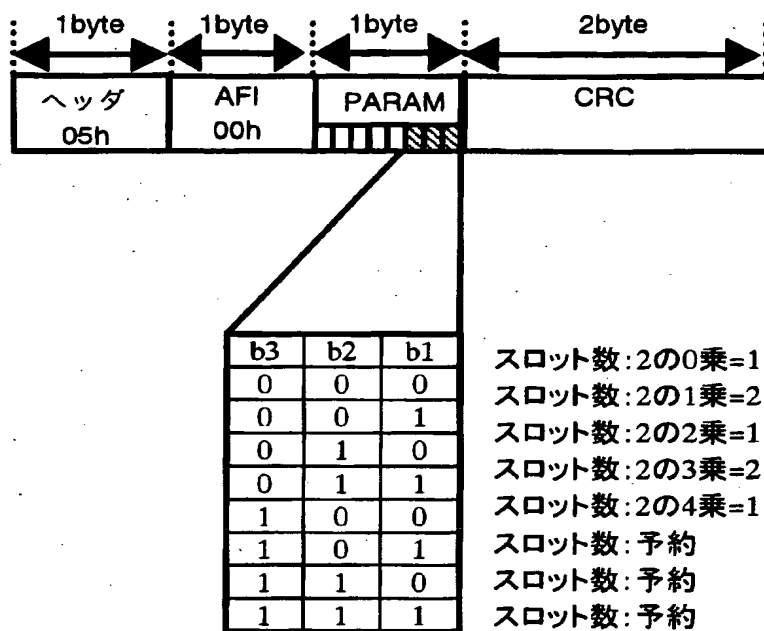 1byte 1byte 1byte 2byte
ヘッダ AFI PARAM CRC
05h 00h
b3 b2 b1
スロット数:2の0乗=1
0 0 0
スロット数:2の1乗=2
0 0 1
スロット数:2の2乗=1
0 1 0
スロット数:2の3乗=2
0 1 1
スロット数:2の4乗=1
1 0 0
スロット数:予約
1 0 1
スロット数:予約
1 1 0
スロット数:予約
1 1 1